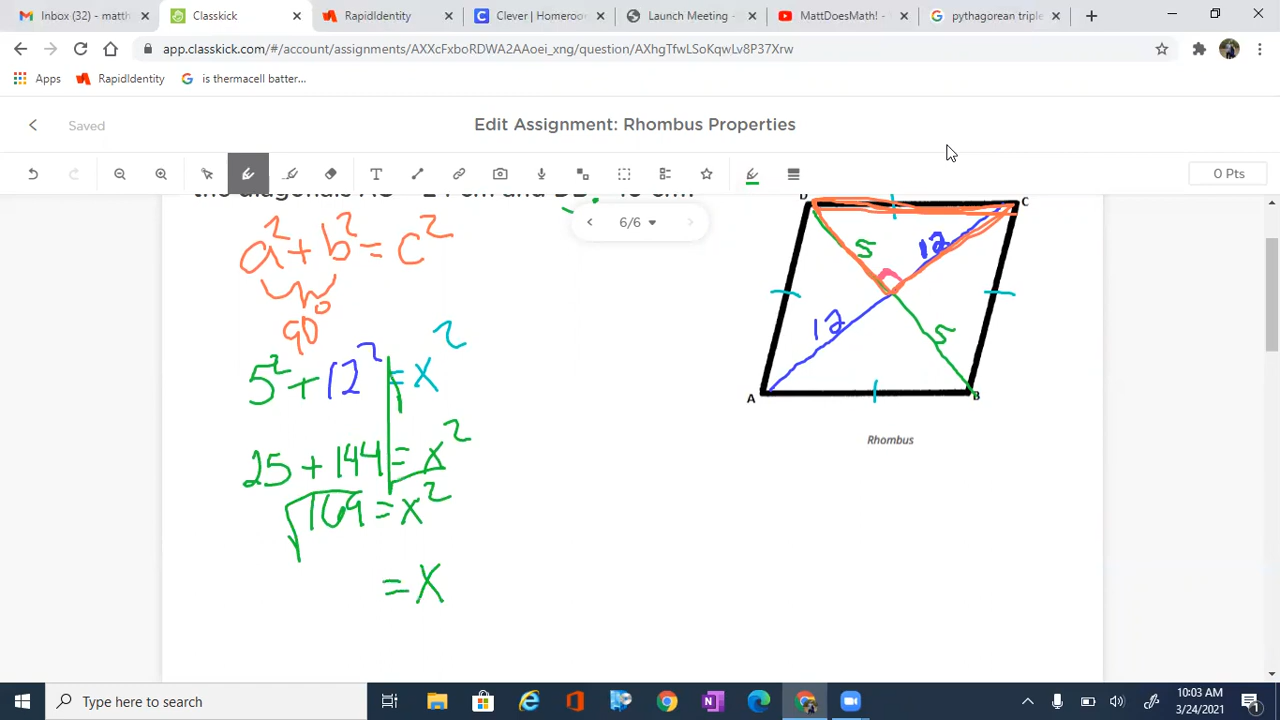 Inbox (32) - math
Classkick
RapidIdentity
Clever | Homeroo
Launch Meeting -
MattDoesMath -
pythagorean triple
app.classkick.com/#/account/assignments/AXXcFxboRDWA2AAoei_xng/question/AXhgTfwLSoKqwLv8P37Xrw
Apps
RapidIdentity
is thermacell batter...
Saved
Edit Assignment: Rhombus Properties
0 Pts
6/6
a² + b² = c²
90°
5² + 12² = x²
25 + 144 = x²
√169 = x²
= x
D
C
5
12
12
5
A
B
Rhombus
Type here to search
10:03 AM
3/24/2021
1